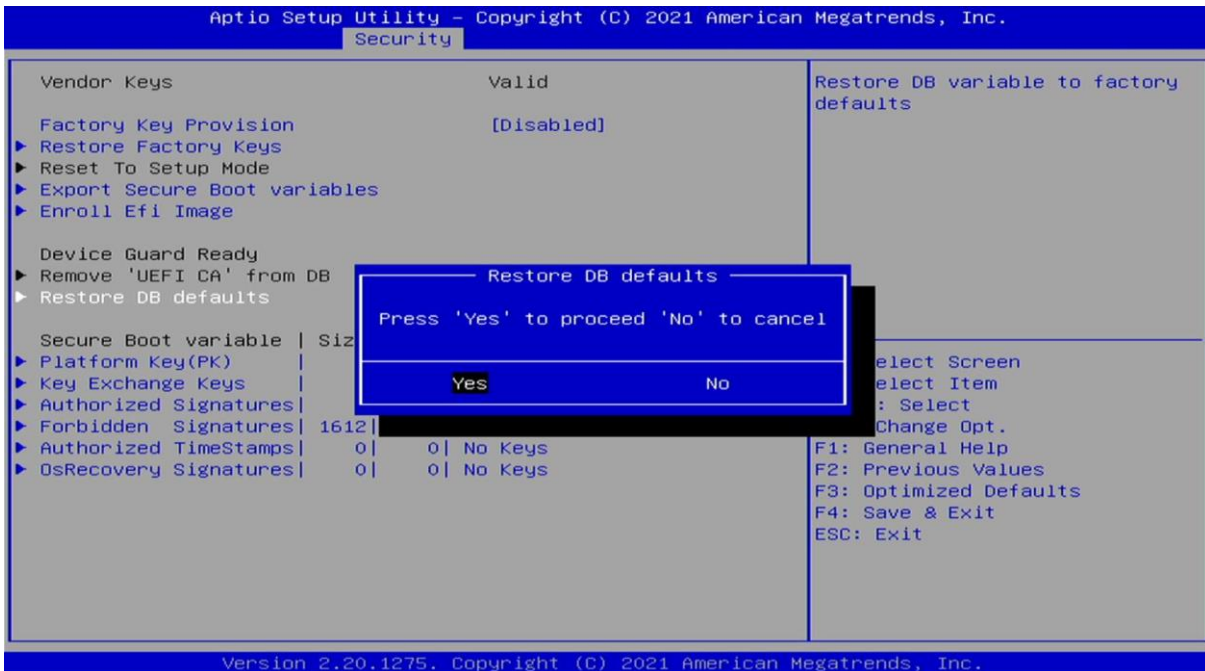 Aptio Setup Utility – Copyright (C) 2021 American Megatrends, Inc.
Security
Vendor Keys Valid
Factory Key Provision [Disabled]
► Restore Factory Keys
► Reset To Setup Mode
► Export Secure Boot variables
► Enroll Efi Image
Device Guard Ready
► Remove 'UEFI CA' from DB
► Restore DB defaults
Secure Boot variable | Siz
► Platform Key(PK) |
► Key Exchange Keys |
► Authorized Signatures|
► Forbidden Signatures| 1612|
► Authorized TimeStamps| 0| 0| No Keys
► OsRecovery Signatures| 0| 0| No Keys
Restore DB defaults
Press 'Yes' to proceed 'No' to cancel
Yes No
Restore DB variable to factory
defaults
elect Screen
elect Item
: Select
Change Opt.
F1: General Help
F2: Previous Values
F3: Optimized Defaults
F4: Save & Exit
ESC: Exit
Version 2.20.1275. Copyright (C) 2021 American Megatrends, Inc.